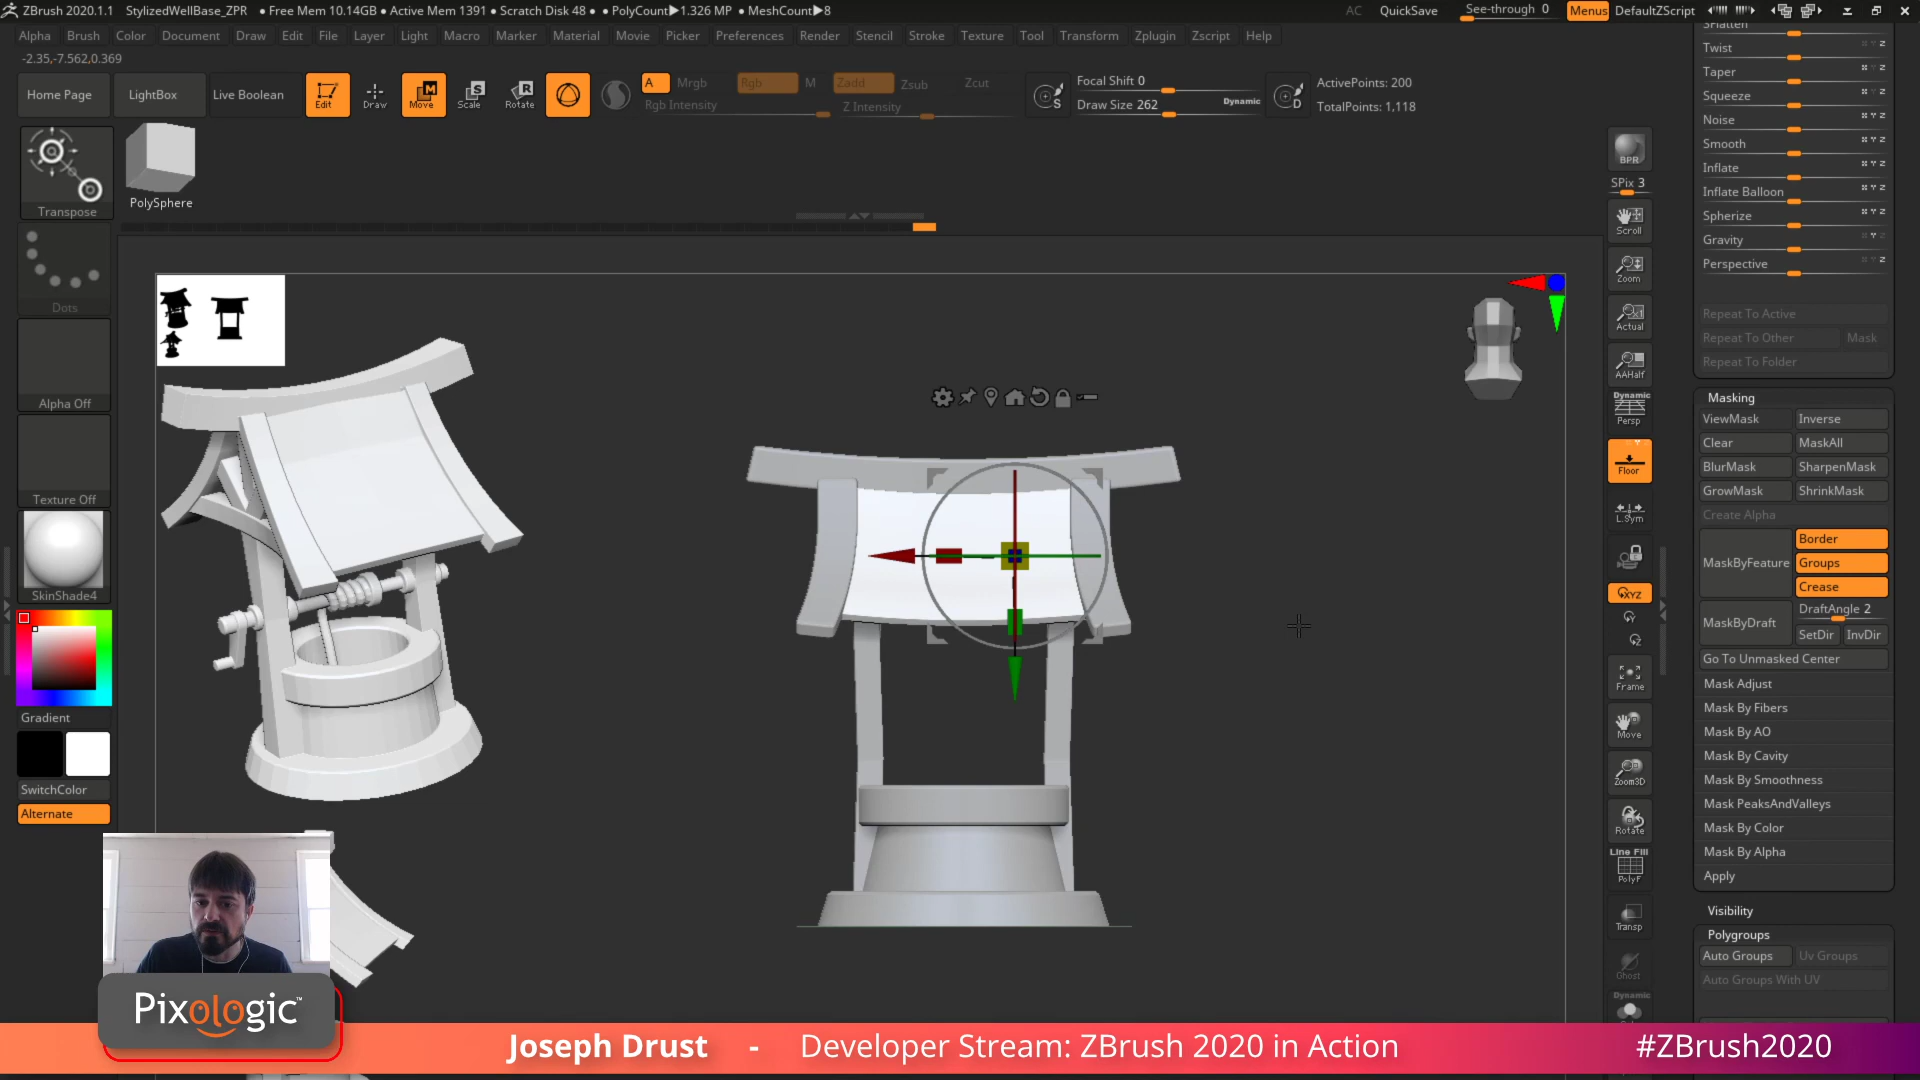 ZBrush 2020.1.1 StylizedWellBase_ZPR • Free Mem 10.14GB • Active Mem 1391 • Scratch Disk 48 • • PolyCount▶1.326 MP • MeshCount▶8 AC QuickSave See-through 0 Menus DefaultZScript
Alpha Brush Color Document Draw Edit File Layer Light Macro Marker Material Movie Picker Preferences Render Stencil Stroke Texture Tool Transform Zplugin Zscript Help
-2.35,-7.562,0.369
Home Page LightBox Live Boolean Edit Draw Move Scale Rotate
A Mrgb Rgb M Zadd Zsub Zcut
Rgb Intensity Z Intensity
Focal Shift 0
Draw Size 262 Dynamic
ActivePoints: 200
TotalPoints: 1,118
Transpose
PolySphere
Dots
Alpha Off
Texture Off
SkinShade4
Gradient
SwitchColor
Alternate
BPR
SPix 3
Scroll
Zoom
Actual
AAHalf
Dynamic
Persp
Floor
L.Sym
XYZ
Frame
Move
Zoom3D
Rotate
Line Fill
PolyF
Transp
Ghost
Dynamic
Twist
Taper
Squeeze
Noise
Smooth
Inflate
Inflate Balloon
Spherize
Gravity
Perspective
Repeat To Active
Repeat To Other Mask
Repeat To Folder
Masking
ViewMask Inverse
Clear MaskAll
BlurMask SharpenMask
GrowMask ShrinkMask
Create Alpha
MaskByFeature Border
Groups
Crease
MaskByDraft DraftAngle 2
SetDir InvDir
Go To Unmasked Center
Mask Adjust
Mask By Fibers
Mask By AO
Mask By Cavity
Mask By Smoothness
Mask PeaksAndValleys
Mask By Color
Mask By Alpha
Apply
Visibility
Polygroups
Auto Groups Uv Groups
Auto Groups With UV
Pixologic™
Joseph Drust - Developer Stream: ZBrush 2020 in Action #ZBrush2020